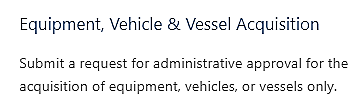 Equipment, Vehicle & Vessel Acquisition
Submit a request for administrative approval for the
acquisition of equipment, vehicles, or vessels only.